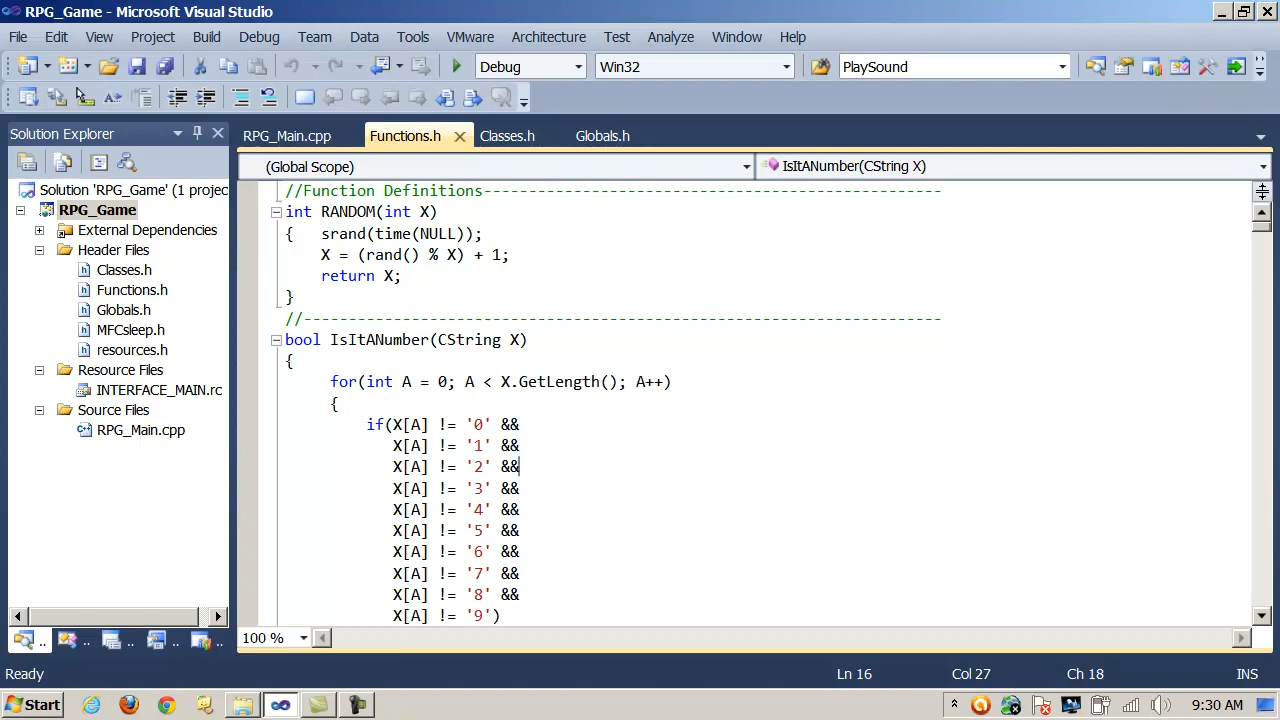 RPG_Game - Microsoft Visual Studio
File Edit View Project Build Debug Team Data Tools VMware Architecture Test Analyze Window Help
Debug Win32 PlaySound
Solution Explorer
RPG_Main.cpp Functions.h Classes.h Globals.h
(Global Scope) IsItANumber(CString X)
Solution 'RPG_Game' (1 projec
RPG_Game
External Dependencies
Header Files
Classes.h
Functions.h
Globals.h
MFCsleep.h
resources.h
Resource Files
INTERFACE_MAIN.rc
Source Files
RPG_Main.cpp
//Function Definitions---------------------------------------------------
int RANDOM(int X)
{   srand(time(NULL));
    X = (rand() % X) + 1;
    return X;
}
//-----------------------------------------------------------------------
bool IsItANumber(CString X)
{
     for(int A = 0; A < X.GetLength(); A++)
     {
         if(X[A] != '0' &&
            X[A] != '1' &&
            X[A] != '2' &&
            X[A] != '3' &&
            X[A] != '4' &&
            X[A] != '5' &&
            X[A] != '6' &&
            X[A] != '7' &&
            X[A] != '8' &&
            X[A] != '9')
100 %
Ready Ln 16 Col 27 Ch 18 INS
Start 9:30 AM